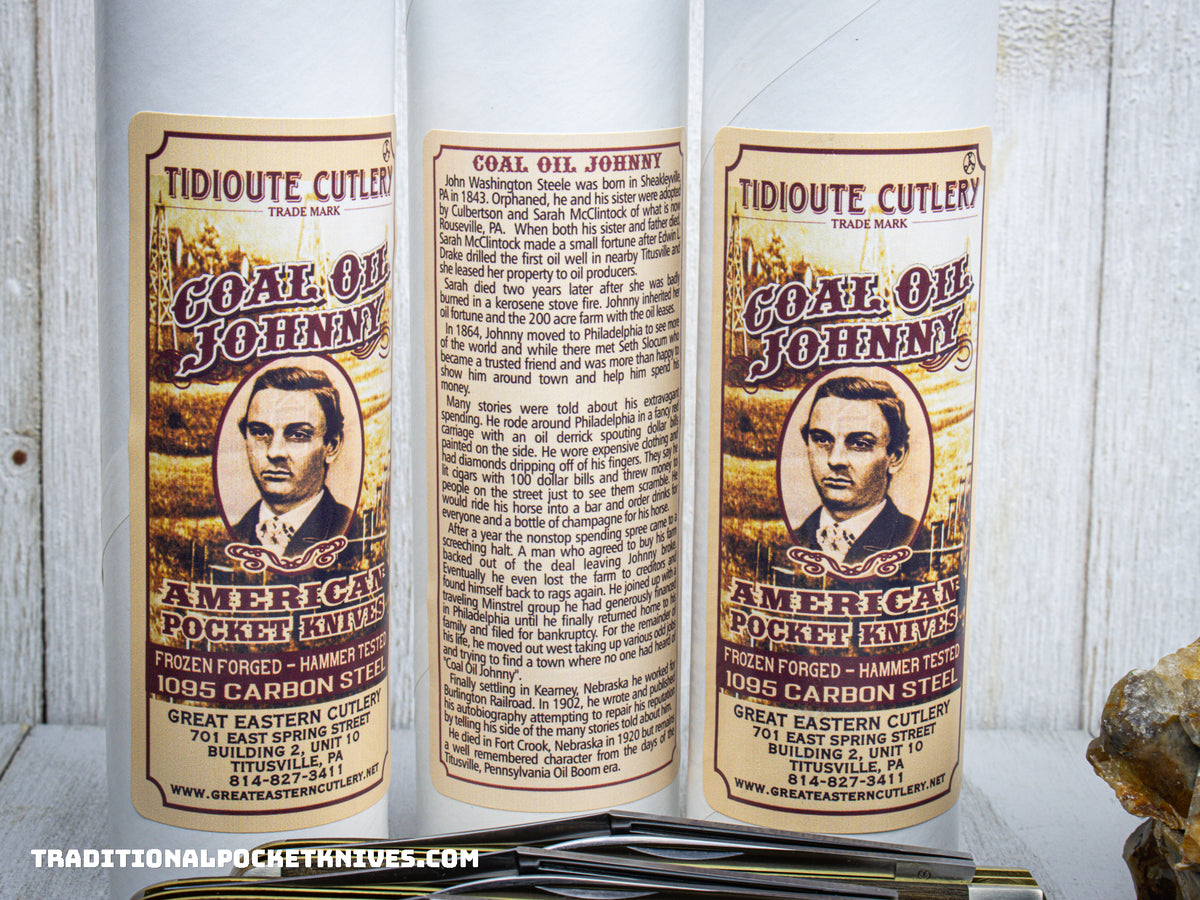 TIDIOUTE CUTLERY
TRADE MARK
COAL OIL
JOHNNY
AMERICAN
POCKET KNIVES
FROZEN FORGED – HAMMER TESTED
1095 CARBON STEEL
GREAT EASTERN CUTLERY
701 EAST SPRING STREET
BUILDING 2, UNIT 10
TITUSVILLE, PA
814-827-3411
WWW.GREATEASTERNCUTLERY.NET
COAL OIL JOHNNY
John Washington Steele was born in Sheakleyville,
PA in 1843. Orphaned, he and his sister were adopted
by Culbertson and Sarah McClintock of what is now
Rouseville, PA. When both his sister and father died,
Sarah McClintock made a small fortune after Edwin L.
Drake drilled the first oil well in nearby Titusville and
she leased her property to oil producers.
Sarah died two years later after she was badly
burned in a kerosene stove fire. Johnny inherited her
oil fortune and the 200 acre farm with the oil leases.
In 1864, Johnny moved to Philadelphia to see more
of the world and while there met Seth Slocum who
became a trusted friend and was more than happy to
show him around town and help him spend his
money.
Many stories were told about his extravagant
spending. He rode around Philadelphia in a fancy red
carriage with an oil derrick spouting dollar bills
painted on the side. He wore expensive clothing and
had diamonds dripping off of his fingers. They say he
lit cigars with 100 dollar bills and threw money to
people on the street just to see them scramble. He
would ride his horse into a bar and order drinks for
everyone and a bottle of champagne for his horse.
After a year the nonstop spending spree came to a
screeching halt. A man who agreed to buy his farm
backed out of the deal leaving Johnny broke.
Eventually he even lost the farm to creditors and
found himself back to rags again. He joined up with a
traveling Minstrel group he had generously financed
in Philadelphia until he finally returned home to his
family and filed for bankruptcy. For the remainder of
his life, he moved out west taking up various odd jobs
and trying to find a town where no one had heard of
"Coal Oil Johnny".
Finally settling in Kearney, Nebraska he worked for
Burlington Railroad. In 1902, he wrote and published
his autobiography attempting to repair his reputation
by telling his side of the many stories told about him.
He died in Fort Crook, Nebraska in 1920 but remains
a well remembered character from the days of the
Titusville, Pennsylvania Oil Boom era.
TIDIOUTE CUTLERY
TRADE MARK
COAL OIL
JOHNNY
AMERICAN
POCKET KNIVES
FROZEN FORGED – HAMMER TESTED
1095 CARBON STEEL
GREAT EASTERN CUTLERY
701 EAST SPRING STREET
BUILDING 2, UNIT 10
TITUSVILLE, PA
814-827-3411
WWW.GREATEASTERNCUTLERY.NET
TRADITIONALPOCKETKNIVES.COM